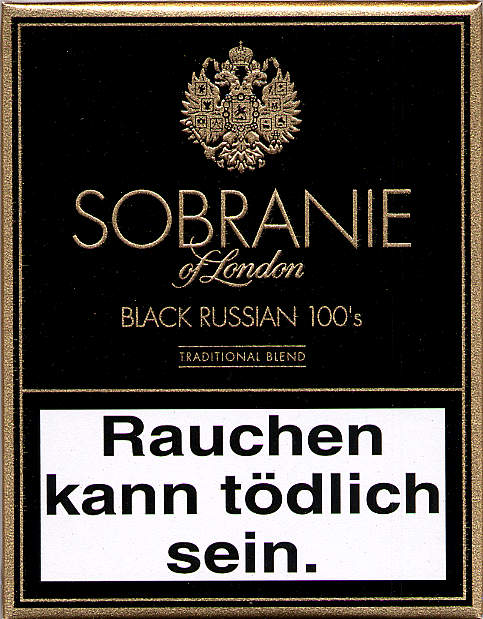 SOBRANIE
of London
BLACK RUSSIAN 100's
TRADITIONAL BLEND
Rauchen
kann tödlich
sein.